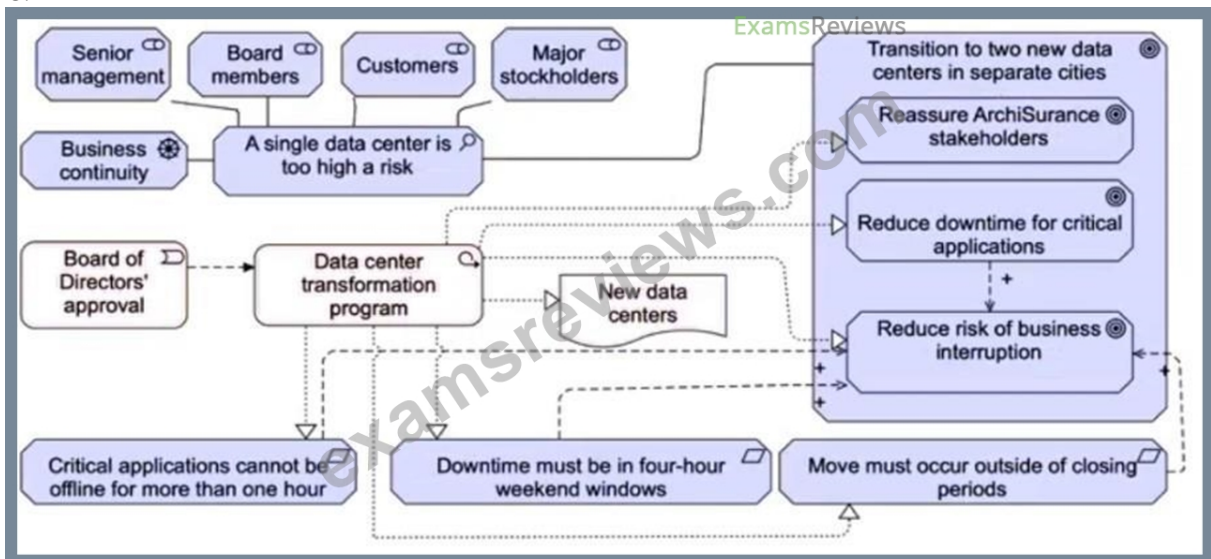 ExamsReviews
Senior
management
Board
members
Customers
Major
stockholders
Transition to two new data
centers in separate cities
Business
continuity
A single data center is
too high a risk
Reassure ArchiSurance
stakeholders
Reduce downtime for critical
applications
+
Board of
Directors'
approval
Data center
transformation
program
New data
centers
Reduce risk of business
interruption
+
+
+
Critical applications cannot be
offline for more than one hour
Downtime must be in four-hour
weekend windows
Move must occur outside of closing
periods
examsreviews.com